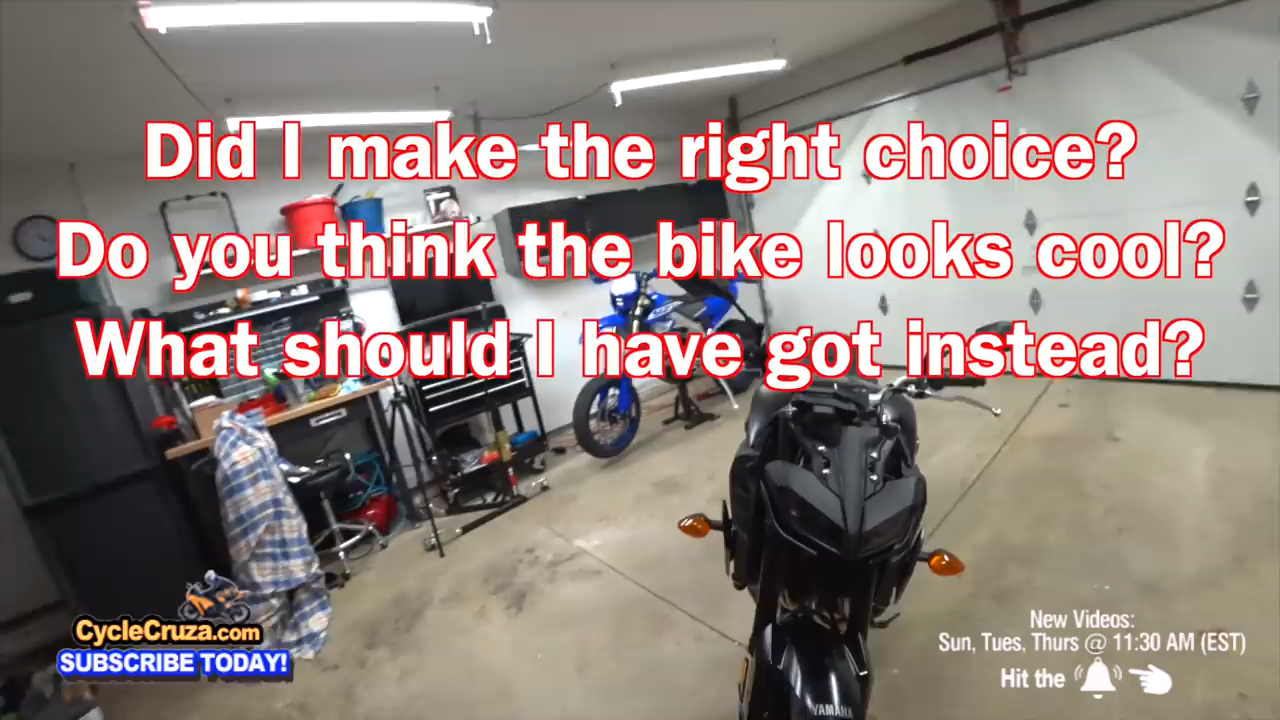 Did I make the right choice?
Do you think the bike looks cool?
What should I have got instead?
CycleCruza.com
SUBSCRIBE TODAY!
New Videos:
Sun, Tues, Thurs @ 11:30 AM (EST)
Hit the
YAMAHA